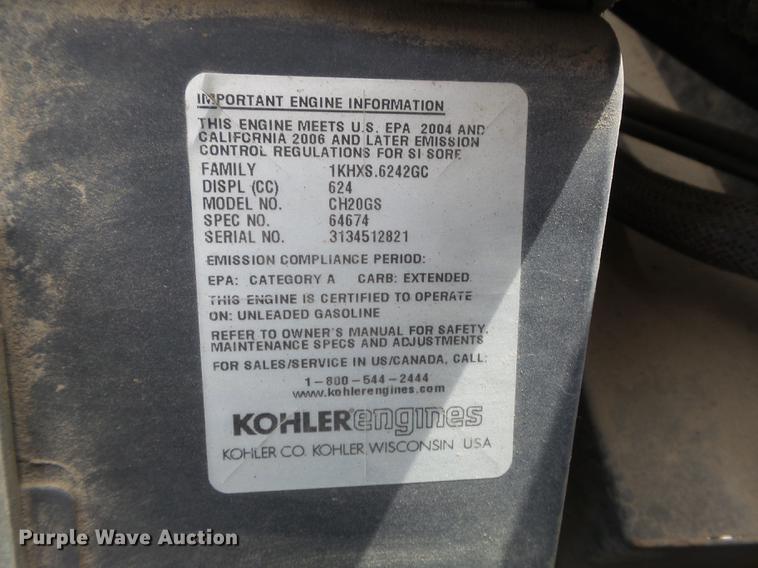 IMPORTANT ENGINE INFORMATION
THIS ENGINE MEETS U.S. EPA 2004 AND
CALIFORNIA 2006 AND LATER EMISSION
CONTROL REGULATIONS FOR SI SORE
FAMILY 1KHXS.6242GC
DISPL (CC) 624
MODEL NO. CH20GS
SPEC NO. 64674
SERIAL NO. 3134512821
EMISSION COMPLIANCE PERIOD:
EPA: CATEGORY A CARB: EXTENDED
THIS ENGINE IS CERTIFIED TO OPERATE
ON: UNLEADED GASOLINE
REFER TO OWNER'S MANUAL FOR SAFETY,
MAINTENANCE SPECS AND ADJUSTMENTS
FOR SALES/SERVICE IN US/CANADA, CALL:
1-800-544-2444
www.kohlerengines.com
KOHLER engines
KOHLER CO. KOHLER, WISCONSIN USA
Purple Wave Auction